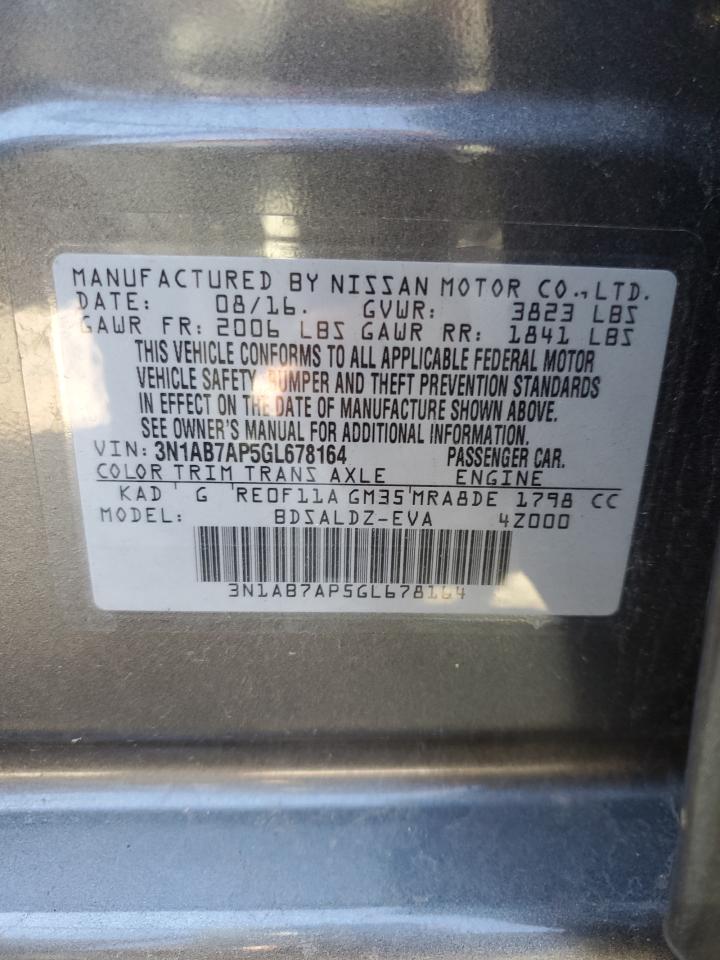 MANUFACTURED BY NISSAN MOTOR CO.,LTD.
DATE: 08/16. GVWR: 3823 LBS
GAWR FR: 2006 LBS GAWR RR: 1841 LBS
THIS VEHICLE CONFORMS TO ALL APPLICABLE FEDERAL MOTOR
VEHICLE SAFETY, BUMPER AND THEFT PREVENTION STANDARDS
IN EFFECT ON THE DATE OF MANUFACTURE SHOWN ABOVE.
SEE OWNER'S MANUAL FOR ADDITIONAL INFORMATION.
VIN: 3N1AB7AP5GL678164 PASSENGER CAR.
COLOR TRIM TRANS AXLE ENGINE
KAD G RE0F11A GM35 MRA8DE 1798 CC
MODEL: BDSALDZ-EVA 4Z000
3N1AB7AP5GL678164